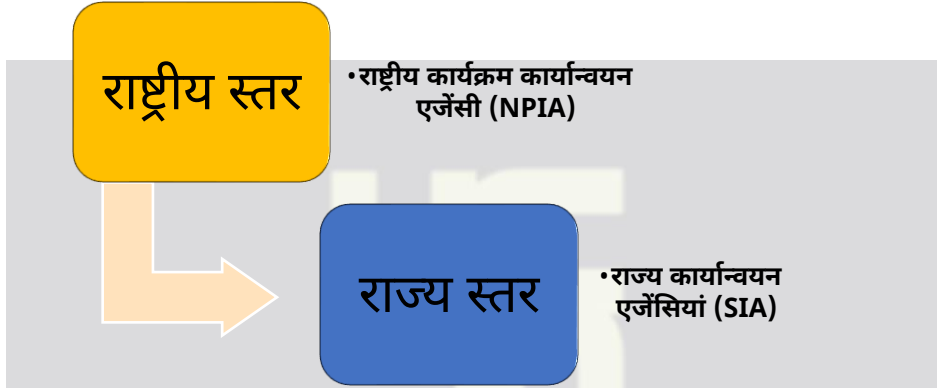 राष्ट्रीय स्तर
•राष्ट्रीय कार्यक्रम कार्यान्वयन
एजेंसी (NPIA)
राज्य स्तर
•राज्य कार्यान्वयन
एजेंसियां (SIA)